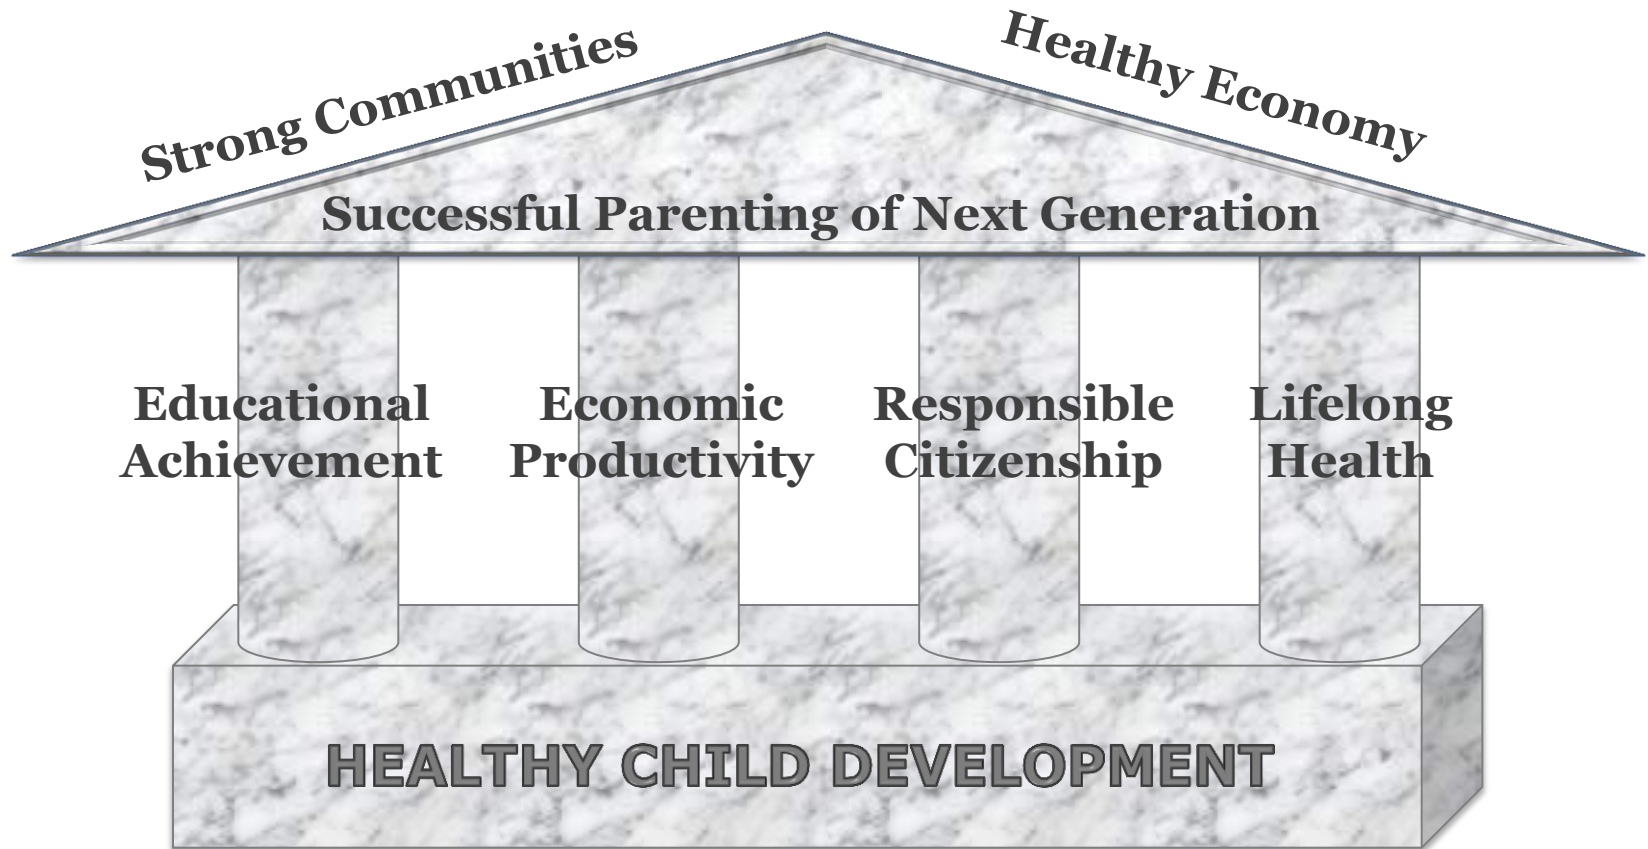 Strong Communities
Healthy Economy
Successful Parenting of Next Generation
Educational
Achievement
Economic
Productivity
Responsible
Citizenship
Lifelong
Health
HEALTHY CHILD DEVELOPMENT